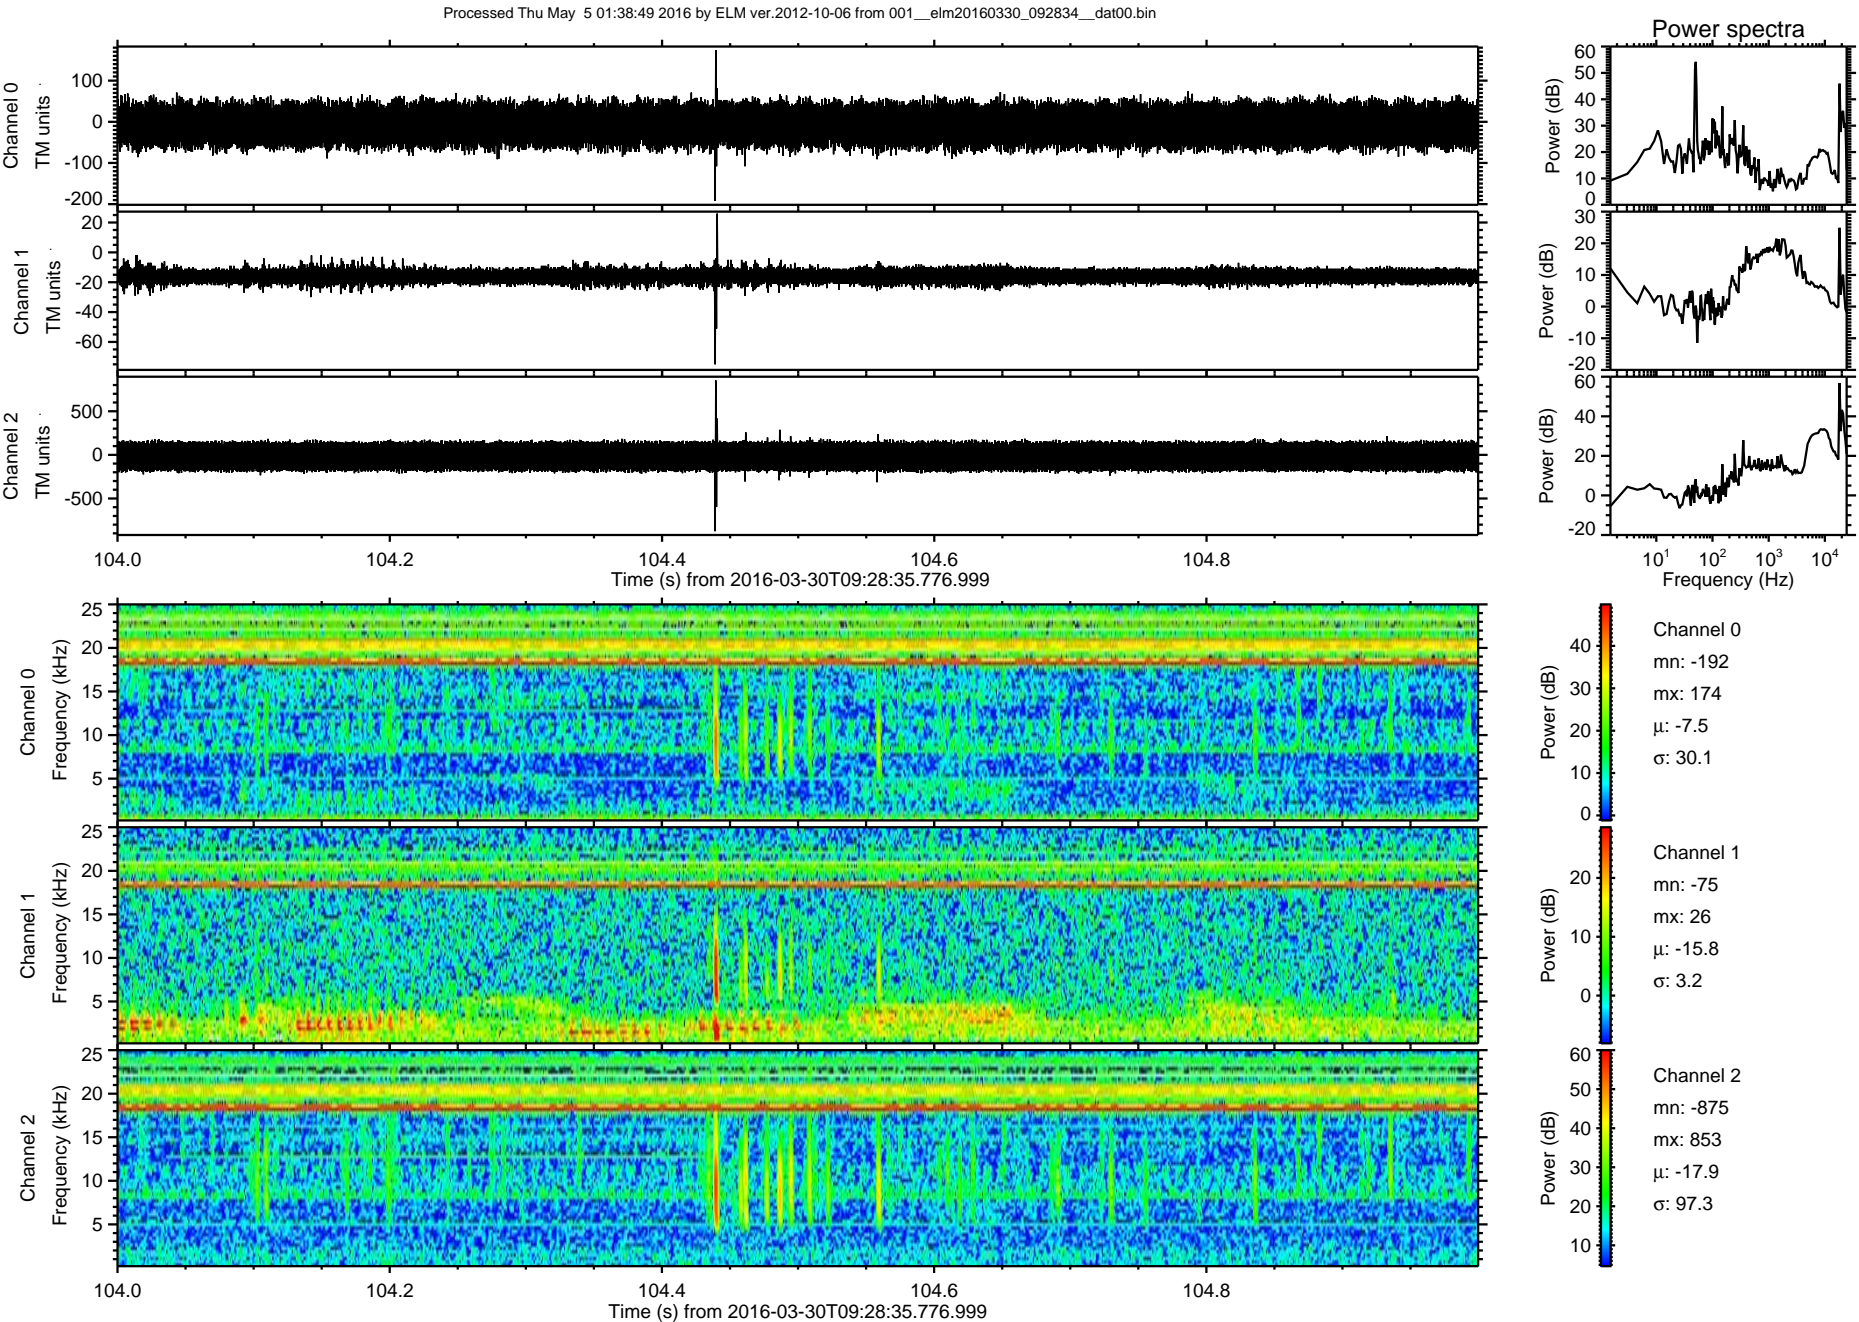 Processed Thu May  5 01:38:49 2016 by ELM ver.2012-10-06 from 001__elm20160330_092834__dat00.bin
Power spectra
Channel 0
TM units
100
0
-100
-200
Power (dB)
60
50
40
30
20
10
0
Channel 1
TM units
20
0
-20
-40
-60
Power (dB)
30
20
10
0
-10
-20
Channel 2
TM units
500
0
-500
Power (dB)
60
40
20
0
-20
104.0 104.2 104.4 104.6 104.8
Time (s) from 2016-03-30T09:28:35.776.999
10¹ 10² 10³ 10⁴
Frequency (Hz)
Channel 0
Frequency (kHz)
25
20
15
10
5
Power (dB)
40
30
20
10
0
Channel 0
mn: -192
mx: 174
µ: -7.5
σ: 30.1
Channel 1
Frequency (kHz)
25
20
15
10
5
Power (dB)
20
10
0
Channel 1
mn: -75
mx: 26
µ: -15.8
σ: 3.2
Channel 2
Frequency (kHz)
25
20
15
10
5
Power (dB)
60
50
40
30
20
10
Channel 2
mn: -875
mx: 853
µ: -17.9
σ: 97.3
104.0 104.2 104.4 104.6 104.8
Time (s) from 2016-03-30T09:28:35.776.999